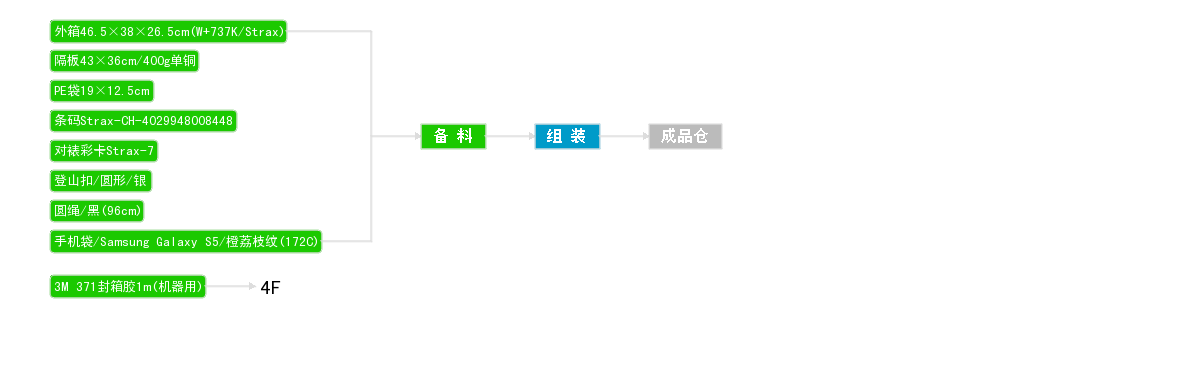 外箱46.5×38×26.5cm(W+737K/Strax)
隔板43×36cm/400g单铜
PE袋19×12.5cm
条码Strax-CH-4029948008448
对裱彩卡Strax-7
登山扣/圆形/银
圆绳/黑(96cm)
手机袋/Samsung Galaxy S5/橙荔枝纹(172C)
备料
组装
成品仓
3M 371封箱胶1m(机器用)
4F